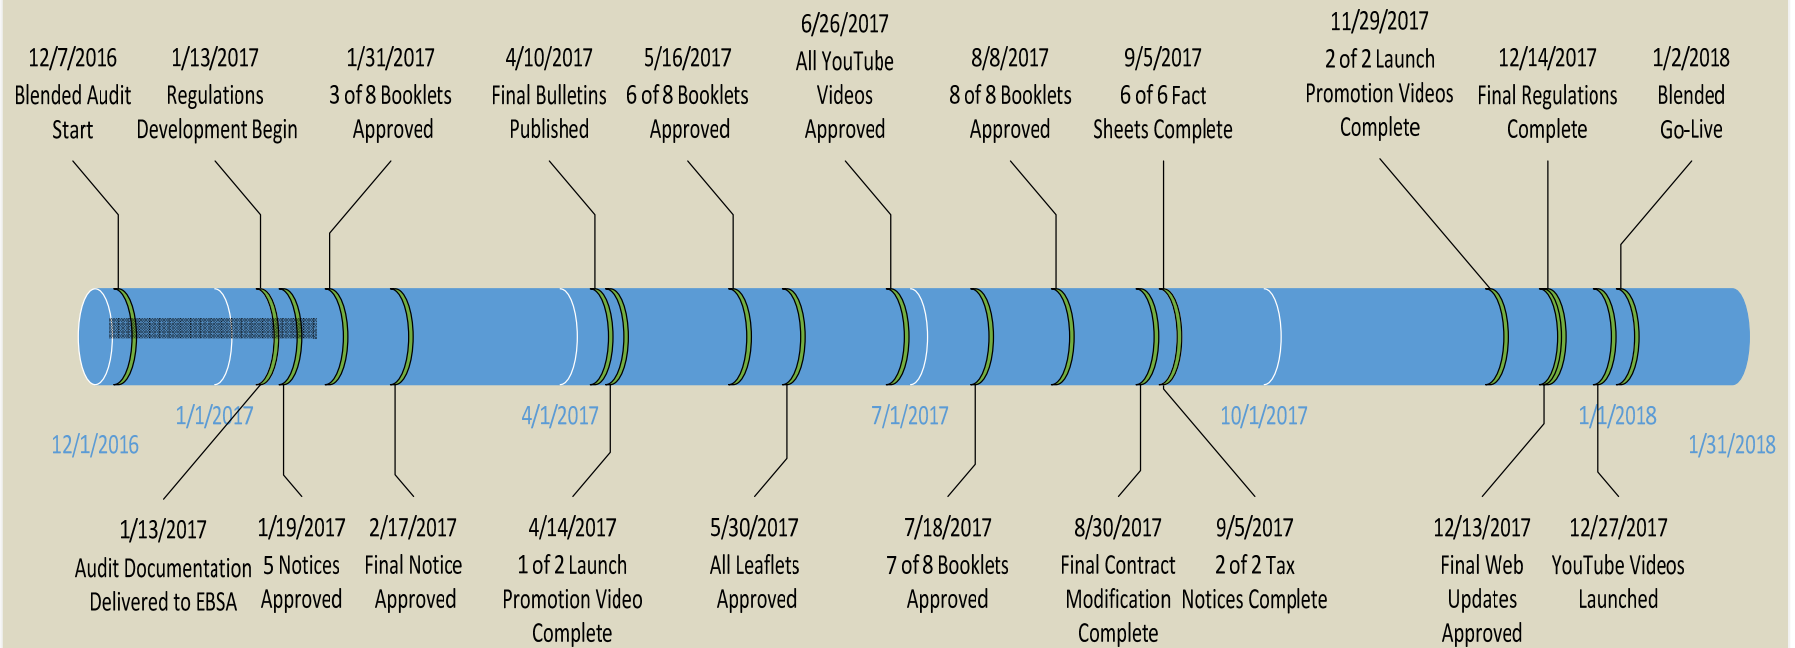 12/7/2016
Blended Audit
Start
1/13/2017
Regulations
Development Begin
1/31/2017
3 of 8 Booklets
Approved
4/10/2017
Final Bulletins
Published
5/16/2017
6 of 8 Booklets
Approved
6/26/2017
All YouTube
Videos
Approved
8/8/2017
8 of 8 Booklets
Approved
9/5/2017
6 of 6 Fact
Sheets Complete
11/29/2017
2 of 2 Launch
Promotion Videos
Complete
12/14/2017
Final Regulations
Complete
1/2/2018
Blended
Go-Live
12/1/2016
1/1/2017
4/1/2017
7/1/2017
10/1/2017
1/1/2018
1/31/2018
1/13/2017
Audit Documentation
Delivered to EBSA
1/19/2017
5 Notices
Approved
2/17/2017
Final Notice
Approved
4/14/2017
1 of 2 Launch
Promotion Video
Complete
5/30/2017
All Leaflets
Approved
7/18/2017
7 of 8 Booklets
Approved
8/30/2017
Final Contract
Modification
Complete
9/5/2017
2 of 2 Tax
Notices Complete
12/13/2017
Final Web
Updates
Approved
12/27/2017
YouTube Videos
Launched